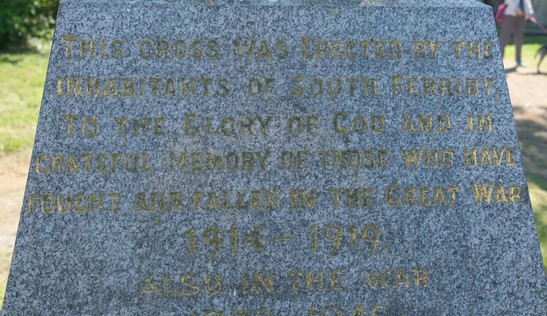 THIS CROSS WAS ERECTED BY THE
INHABITANTS OF SOUTH FERRIBY,
TO THE GLORY OF GOD AND IN
GRATEFUL MEMORY OF THOSE WHO HAVE
FOUGHT AND FALLEN IN THE GREAT WAR
1914-1919.
ALSO IN THE WAR